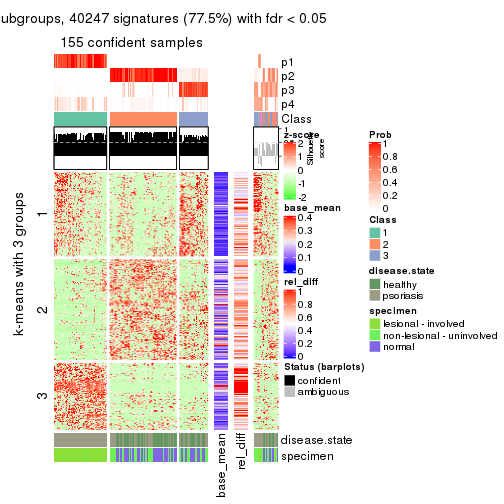 ubgroups, 40247 signatures (77.5%) with fdr < 0.05
155 confident samples
p1
p2
p3
p4
Class
1
Silhouette
score
z-score
2
1
0
-1
-2
base_mean
0.4
0.3
0.2
0.1
0
rel_diff
1
0.8
0.6
0.4
0.2
0
Status (barplots)
confident
ambiguous
Prob
1
0.8
0.6
0.4
0.2
0
Class
1
2
3
disease.state
healthy
psoriasis
specimen
lesional - involved
non-lesional - uninvolved
normal
k-means with 3 groups
1
2
3
disease.state
specimen
base_mean
rel_diff